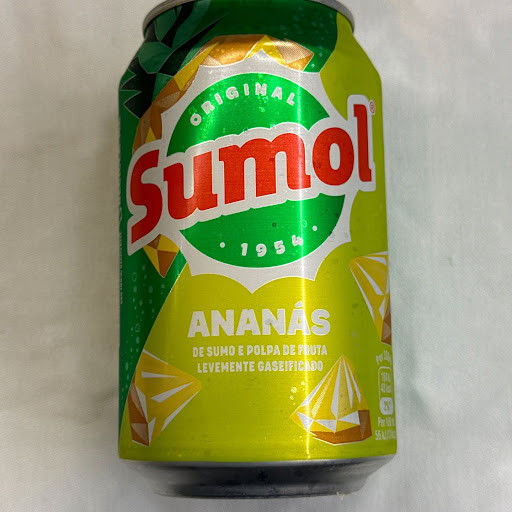 ORIGINAL
Sumol®
· 1954 ·
ANANÁS
DE SUMO E POLPA DE FRUTA
LEVEMENTE GASEIFICADO